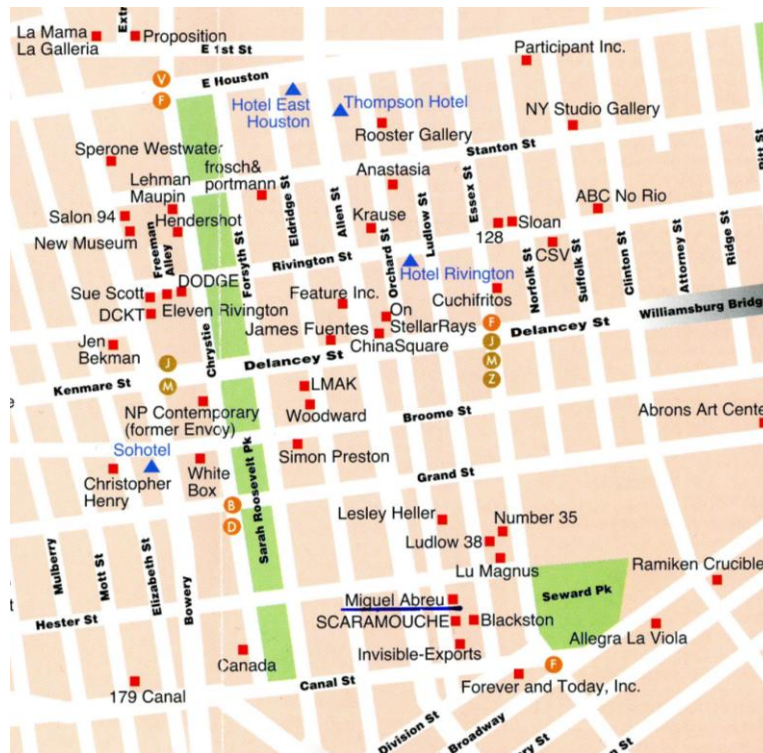 La Mama
La Galleria
Proposition
E 1st St
Participant Inc.
V
F
E Houston
Hotel East
Houston
Thompson Hotel
Rooster Gallery
NY Studio Gallery
Stanton St
Sperone Westwater
frosch&
portmann
Anastasia
Lehman
Maupin
Salon 94
Hendershot
New Museum
Eldridge St
Allen St
Krause
Ludlow St
Essex St
128
Sloan
ABC No Rio
CSV
Freeman
Alley
Forsyth St
Rivington St
Orchard St
Hotel Rivington
Norfolk St
Suffolk St
Clinton St
Attorney St
Ridge St
Pitt St
Sue Scott
DODGE
DCKT
Eleven Rivington
Feature Inc.
On
StellarRays
Cuchifritos
F
J
M
Z
Delancey St
Williamsburg Bridg
Jen
Bekman
Chrystie
James Fuentes
ChinaSquare
Delancey St
J
M
Kenmare St
LMAK
Woodward
NP Contemporary
(former Envoy)
Broome St
Abrons Art Cente
Sohotel
Christopher
Henry
White
Box
Simon Preston
Sarah Roosevelt Pk
Grand St
B
D
Lesley Heller
Number 35
Ludlow 38
Lu Magnus
Mulberry
Mott St
Elizabeth St
Bowery
Hester St
Miguel Abreu
SCARAMOUCHE
Blackston
Invisible-Exports
Seward Pk
Ramiken Crucible
Allegra La Viola
Canada
179 Canal
Canal St
F
Forever and Today, Inc.
Division St
Broadway